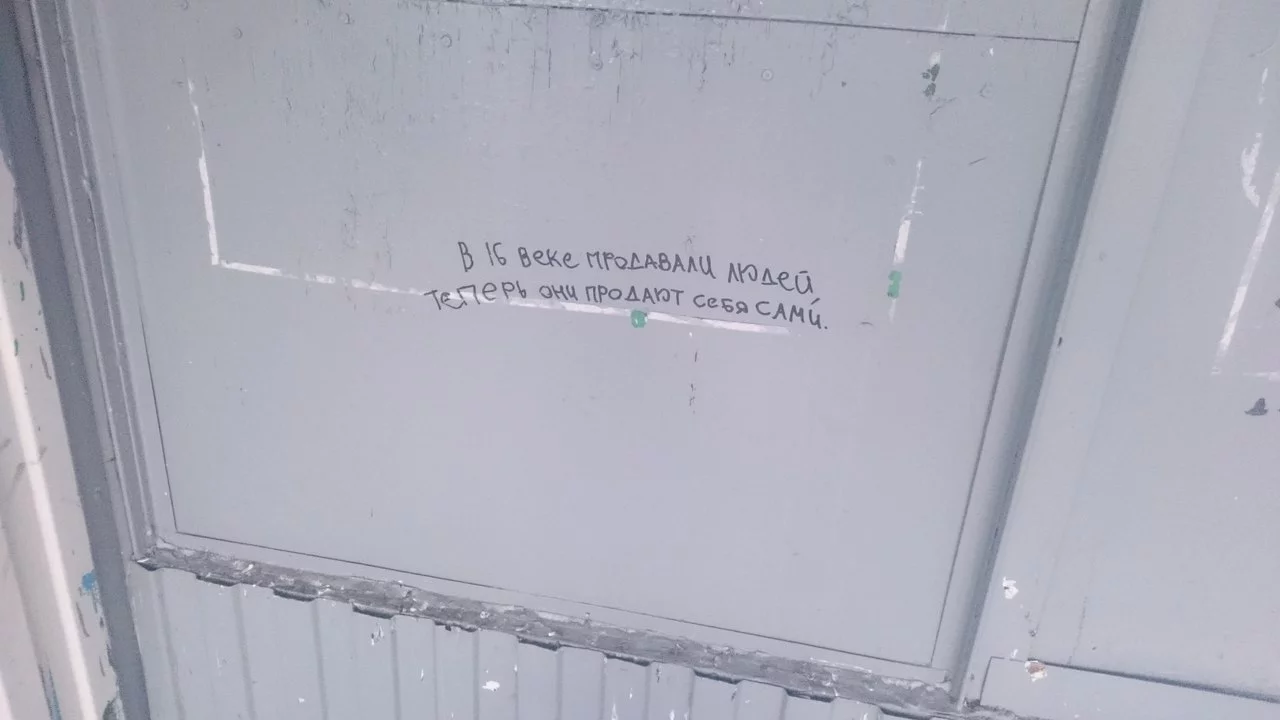 В 16 веке продавали людей
теперь они продают себя сами.